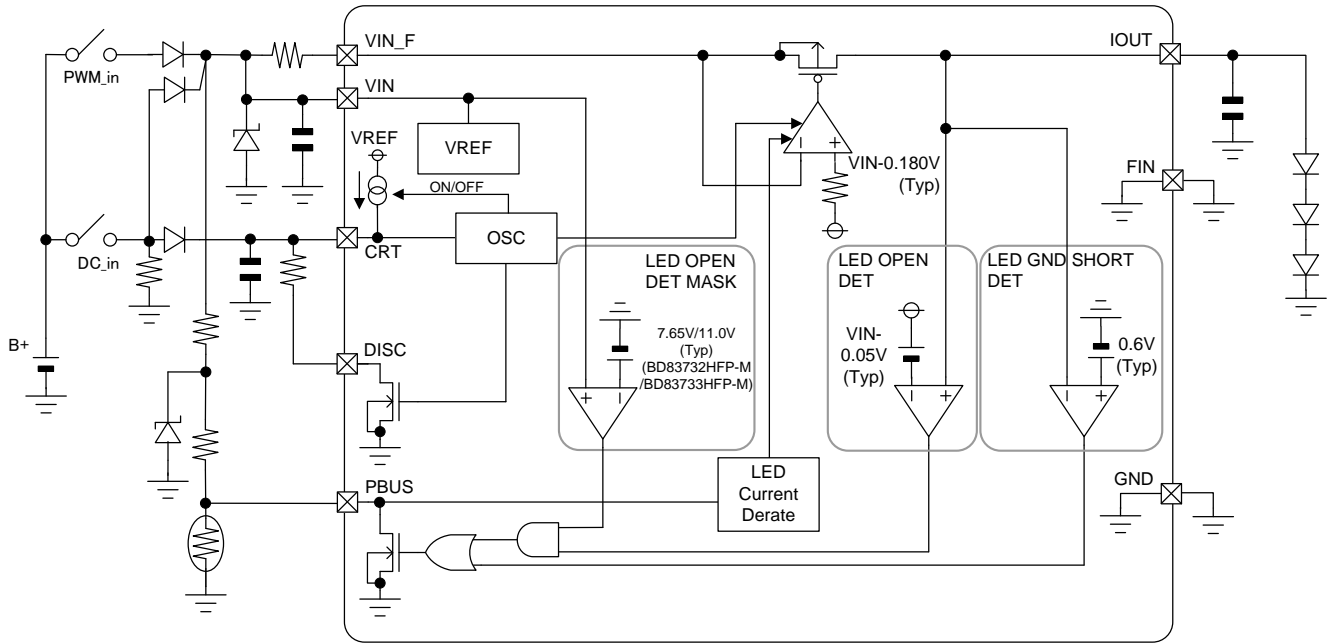 VIN_F
IOUT
PWM_in
VIN
VREF
VREF
VIN-0.180V
(Typ)
FIN
ON/OFF
OSC
CRT
DC_in
LED OPEN
DET MASK
LED OPEN
DET
LED GND SHORT
DET
B+
7.65V/11.0V
(Typ)
(BD83732HFP-M
/BD83733HFP-M)
VIN-
0.05V
(Typ)
0.6V
(Typ)
DISC
+
−
−
+
−
+
−
+
LED
Current
Derate
PBUS
GND